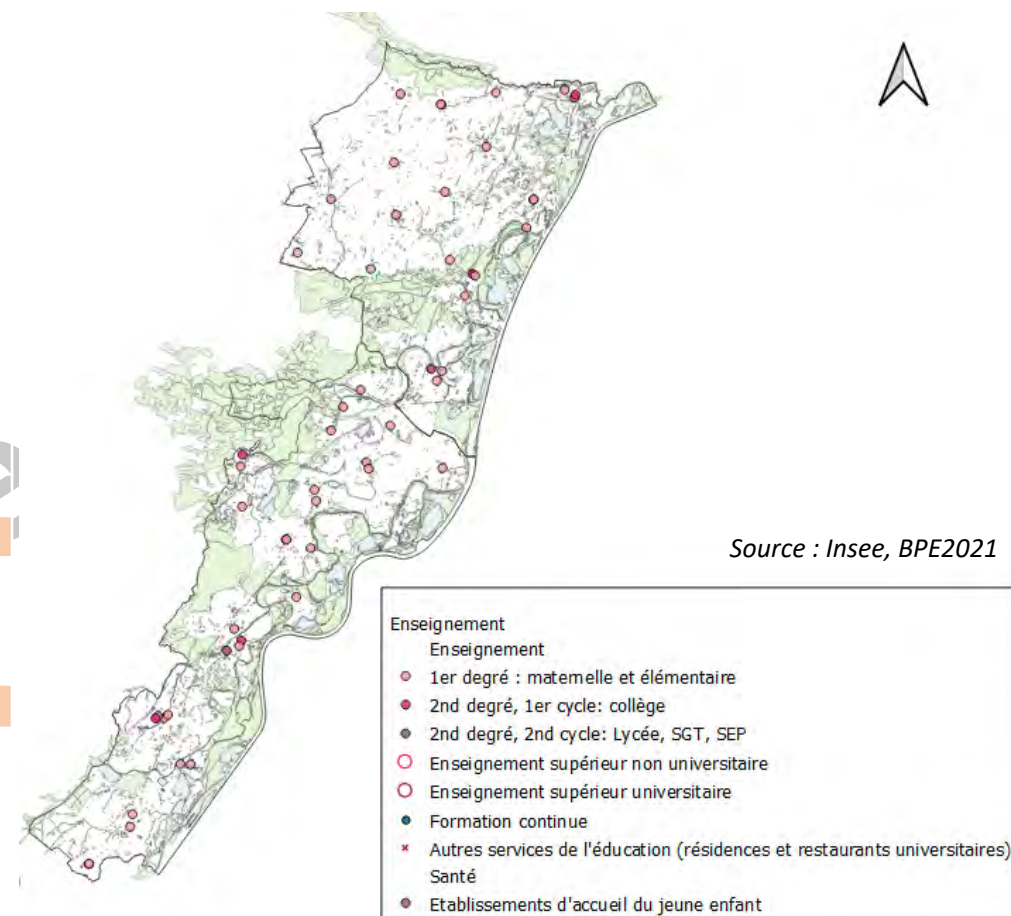 Source : Insee, BPE2021
Enseignement
Enseignement
1er degré : maternelle et élémentaire
2nd degré, 1er cycle: collège
2nd degré, 2nd cycle: Lycée, SGT, SEP
Enseignement supérieur non universitaire
Enseignement supérieur universitaire
Formation continue
Autres services de l'éducation (résidences et restaurants universitaires)
Santé
Etablissements d'accueil du jeune enfant